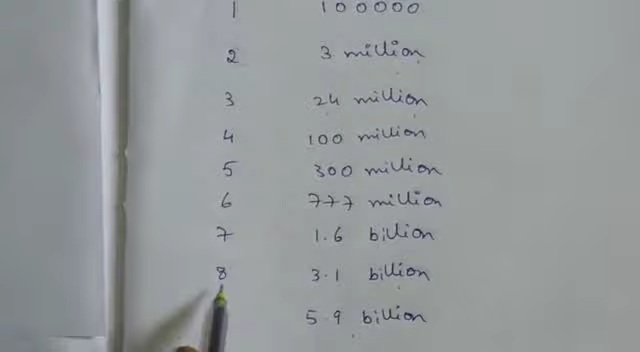 1 100000
2 3 million
3 24 million
4 100 million
5 300 million
6 777 million
7 1.6 billion
8 3.1 billion
5.9 billion